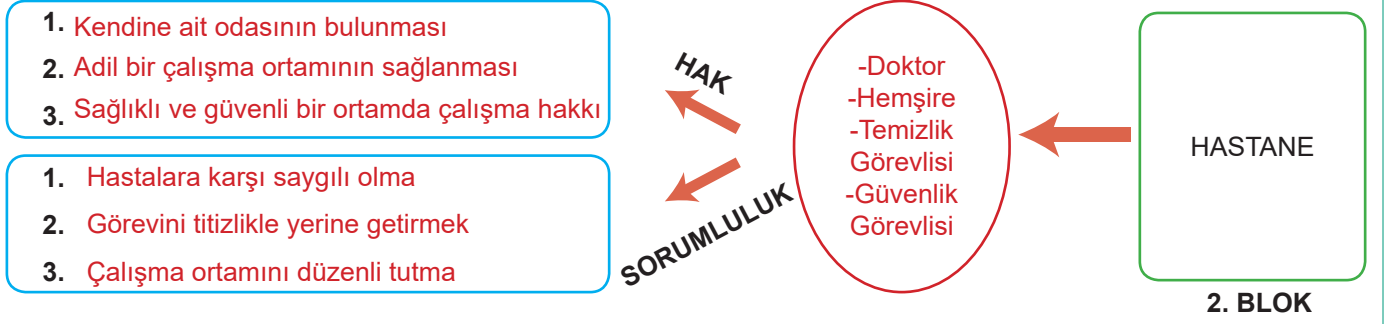 1. Kendine ait odasının bulunması
2. Adil bir çalışma ortamının sağlanması
3. Sağlıklı ve güvenli bir ortamda çalışma hakkı
1. Hastalara karşı saygılı olma
2. Görevini titizlikle yerine getirmek
3. Çalışma ortamını düzenli tutma
HAK
SORUMLULUK
-Doktor
-Hemşire
-Temizlik
Görevlisi
-Güvenlik
Görevlisi
HASTANE
2. BLOK